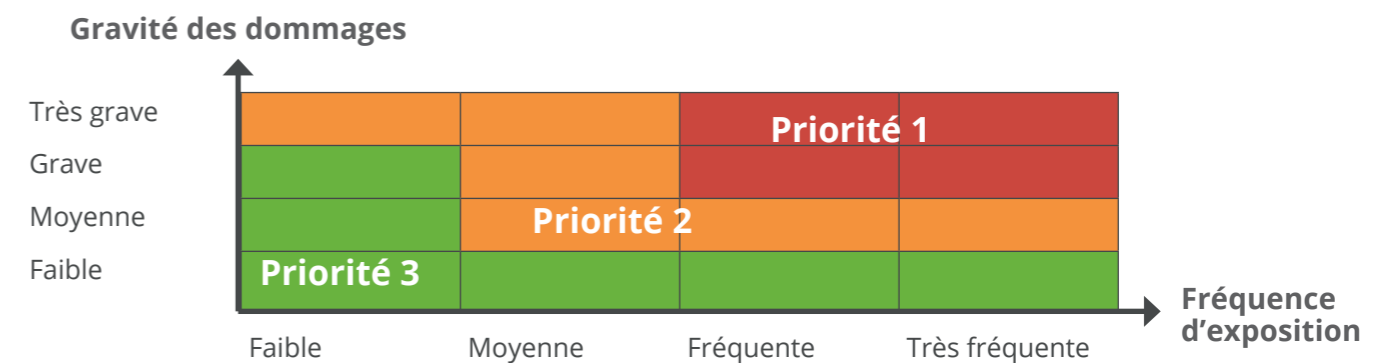 Gravité des dommages
Très grave
Priorité 1
Grave
Moyenne
Priorité 2
Faible
Priorité 3
Fréquence
d’exposition
Faible
Moyenne
Fréquente
Très fréquente